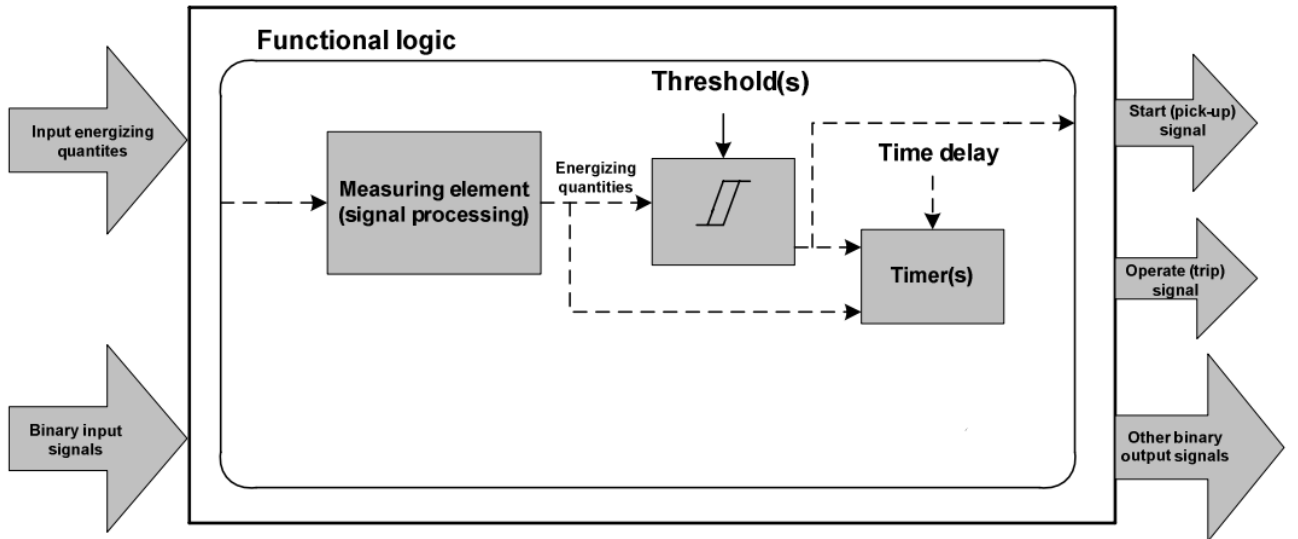 Functional logic
Input energizing
quantites
Binary input
signals
Measuring element
(signal processing)
Energizing
quantities
Threshold(s)
Time delay
Timer(s)
Start (pick-up)
signal
Operate (trip)
signal
Other binary
output signals